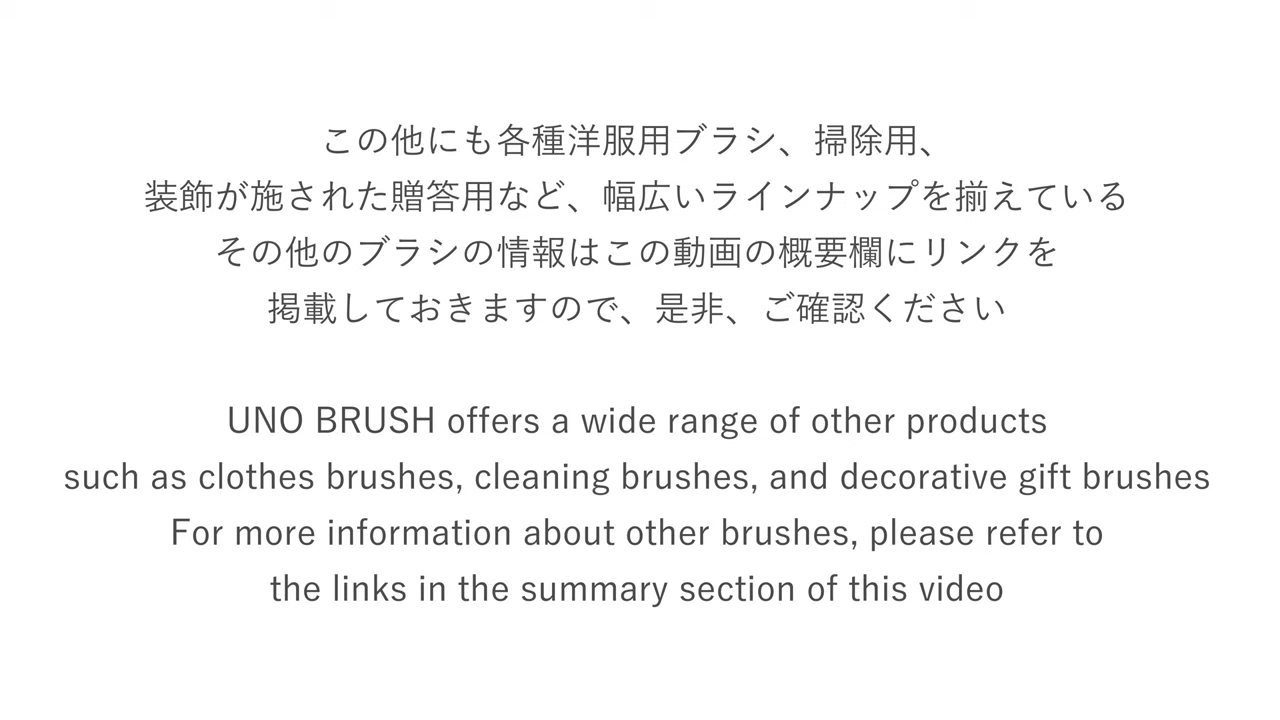 この他にも各種洋服用ブラシ、掃除用、
装飾が施された贈答用など、幅広いラインナップを揃えている
その他のブラシの情報はこの動画の概要欄にリンクを
掲載しておきますので、是非、ご確認ください
UNO BRUSH offers a wide range of other products
such as clothes brushes, cleaning brushes, and decorative gift brushes
For more information about other brushes, please refer to
the links in the summary section of this video